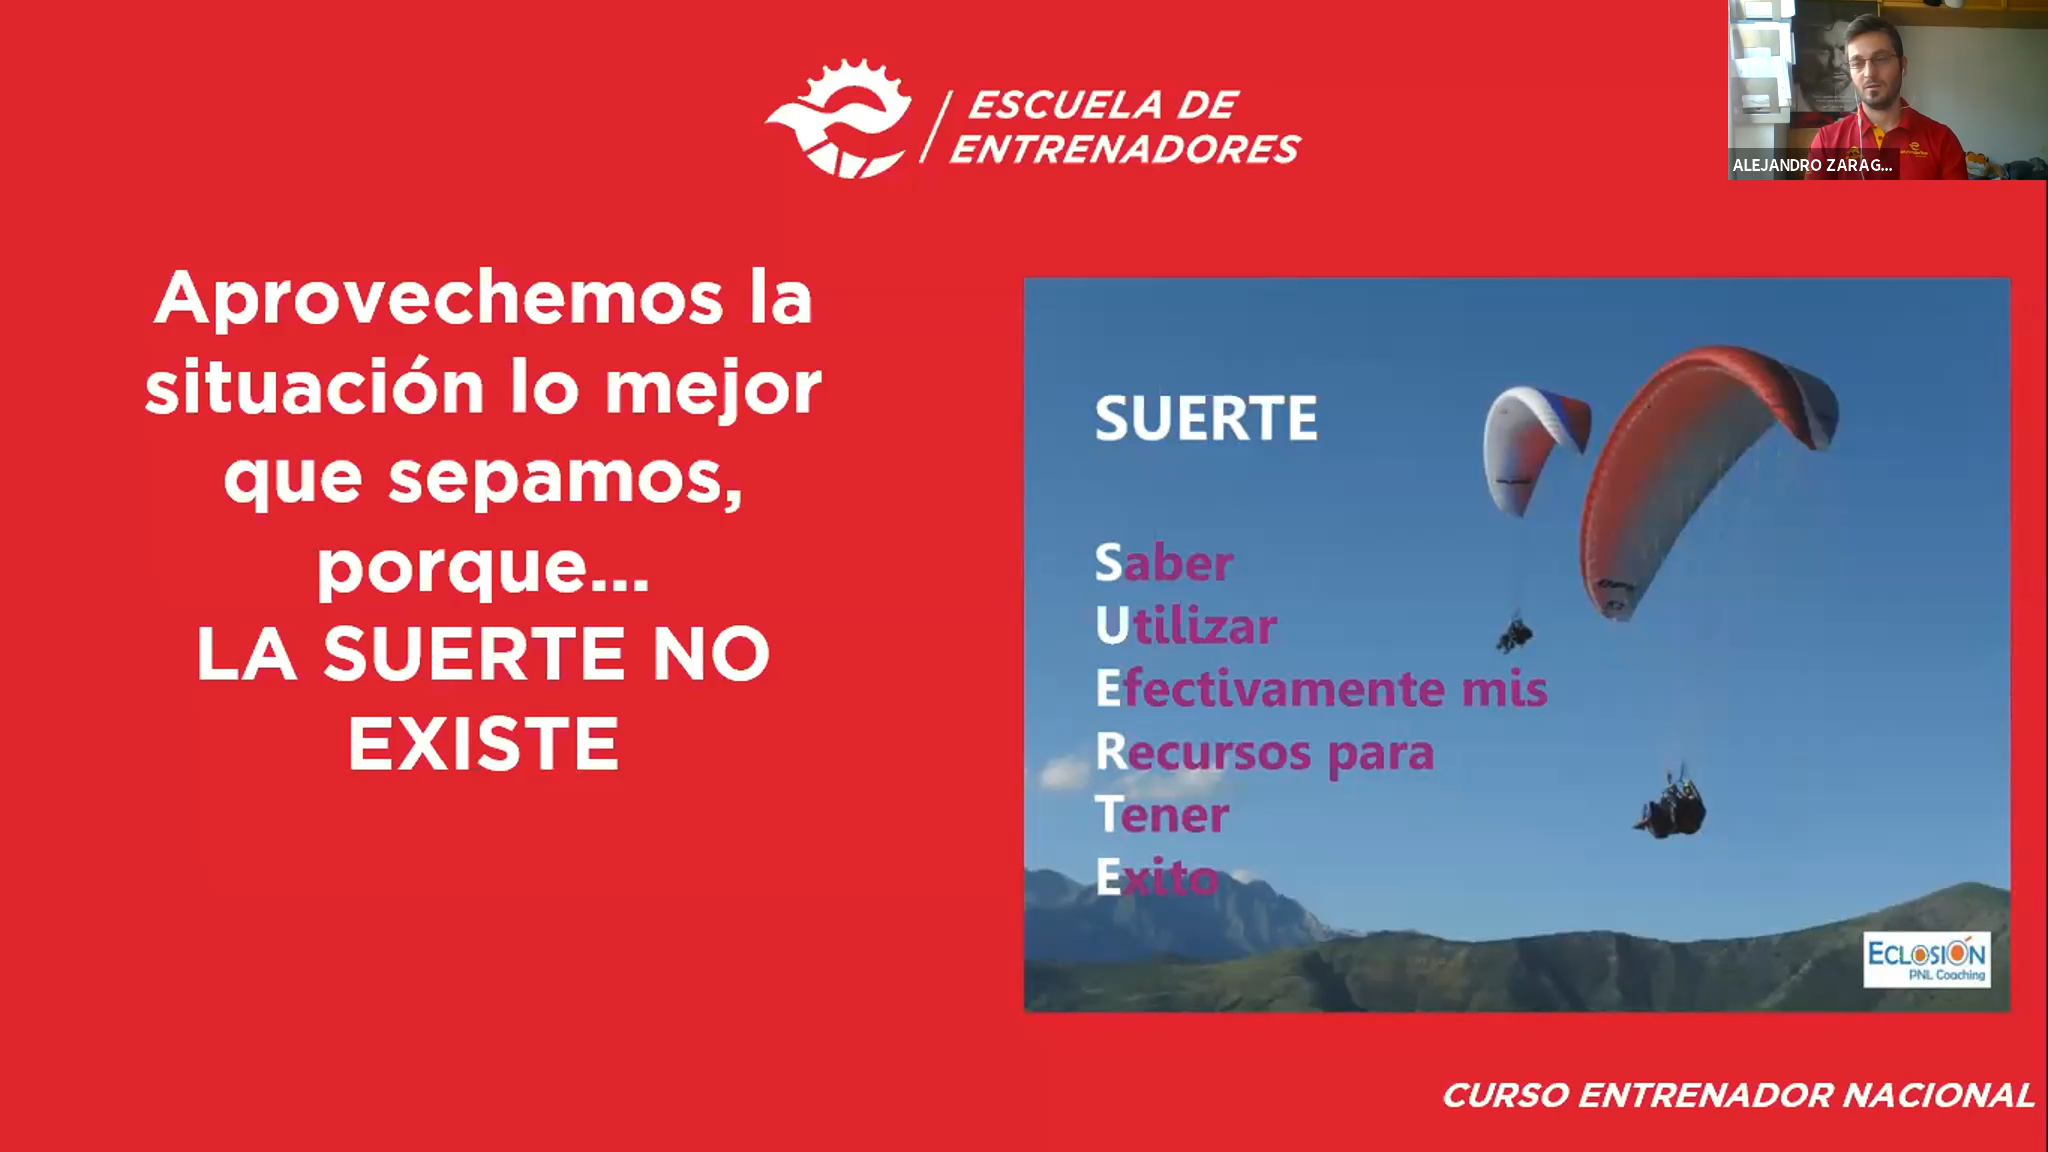 ESCUELA DE
ENTRENADORES
ALEJANDRO ZARAG...
Aprovechemos la
situación lo mejor
que sepamos,
porque...
LA SUERTE NO
EXISTE
SUERTE
Saber
Utilizar
Efectivamente mis
Recursos para
Tener
Exito
ECLOSIÓN
PNL Coaching
CURSO ENTRENADOR NACIONAL